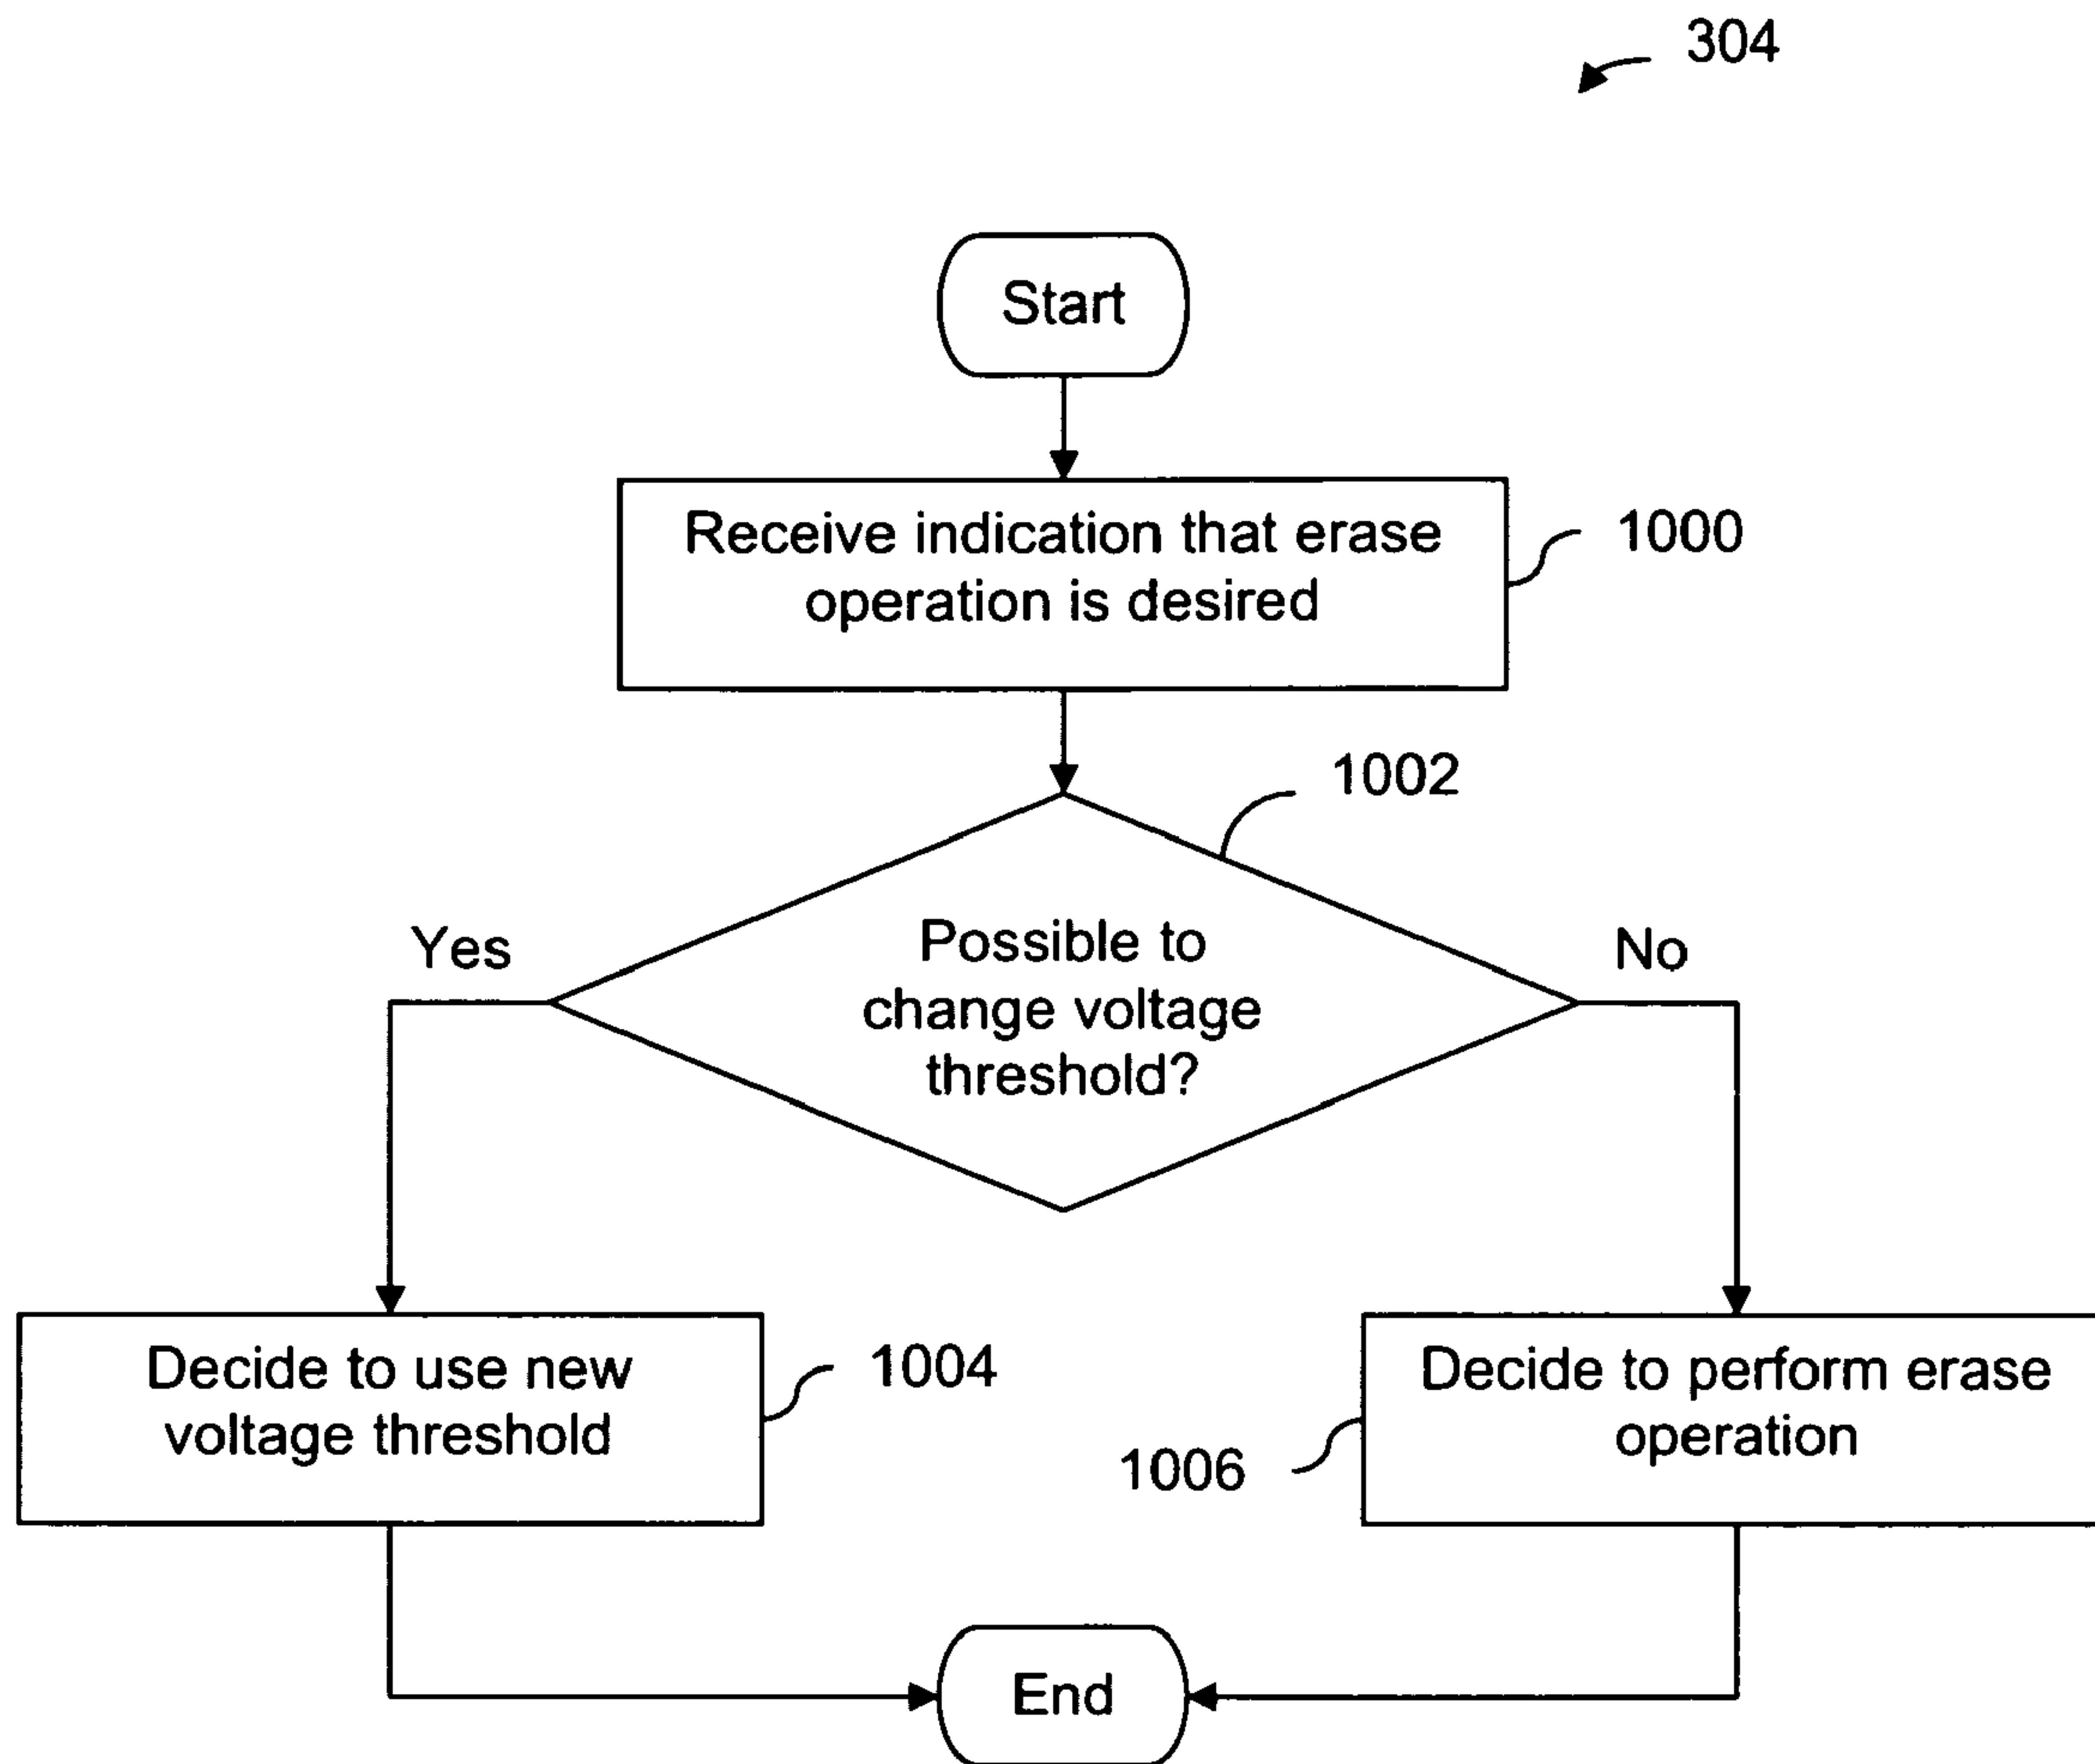 304
Start
Receive indication that erase
operation is desired
1000
1002
Possible to
change voltage
threshold?
Yes
No
Decide to use new
voltage threshold
1004
Decide to perform erase
operation
1006
End